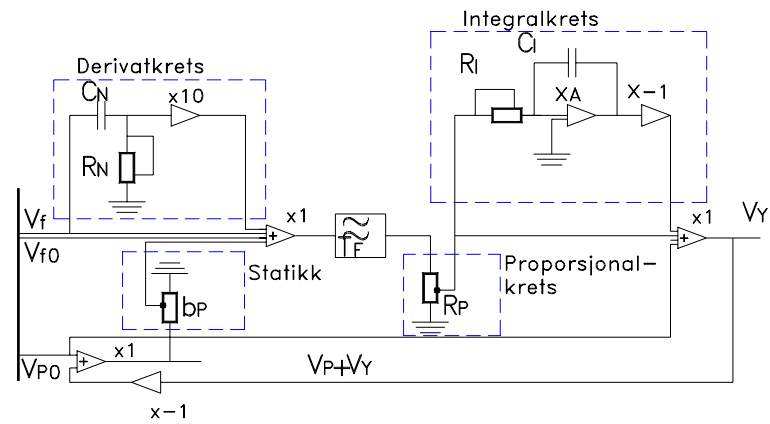 Integralkrets
CI
RI
XA
X-1
Derivatkrets
CN
x10
RN
Vf
Vf0
x1
fF
x1
VY
Statikk
bP
Proporsjonal-
krets
RP
VP0
x1
VP+VY
x-1